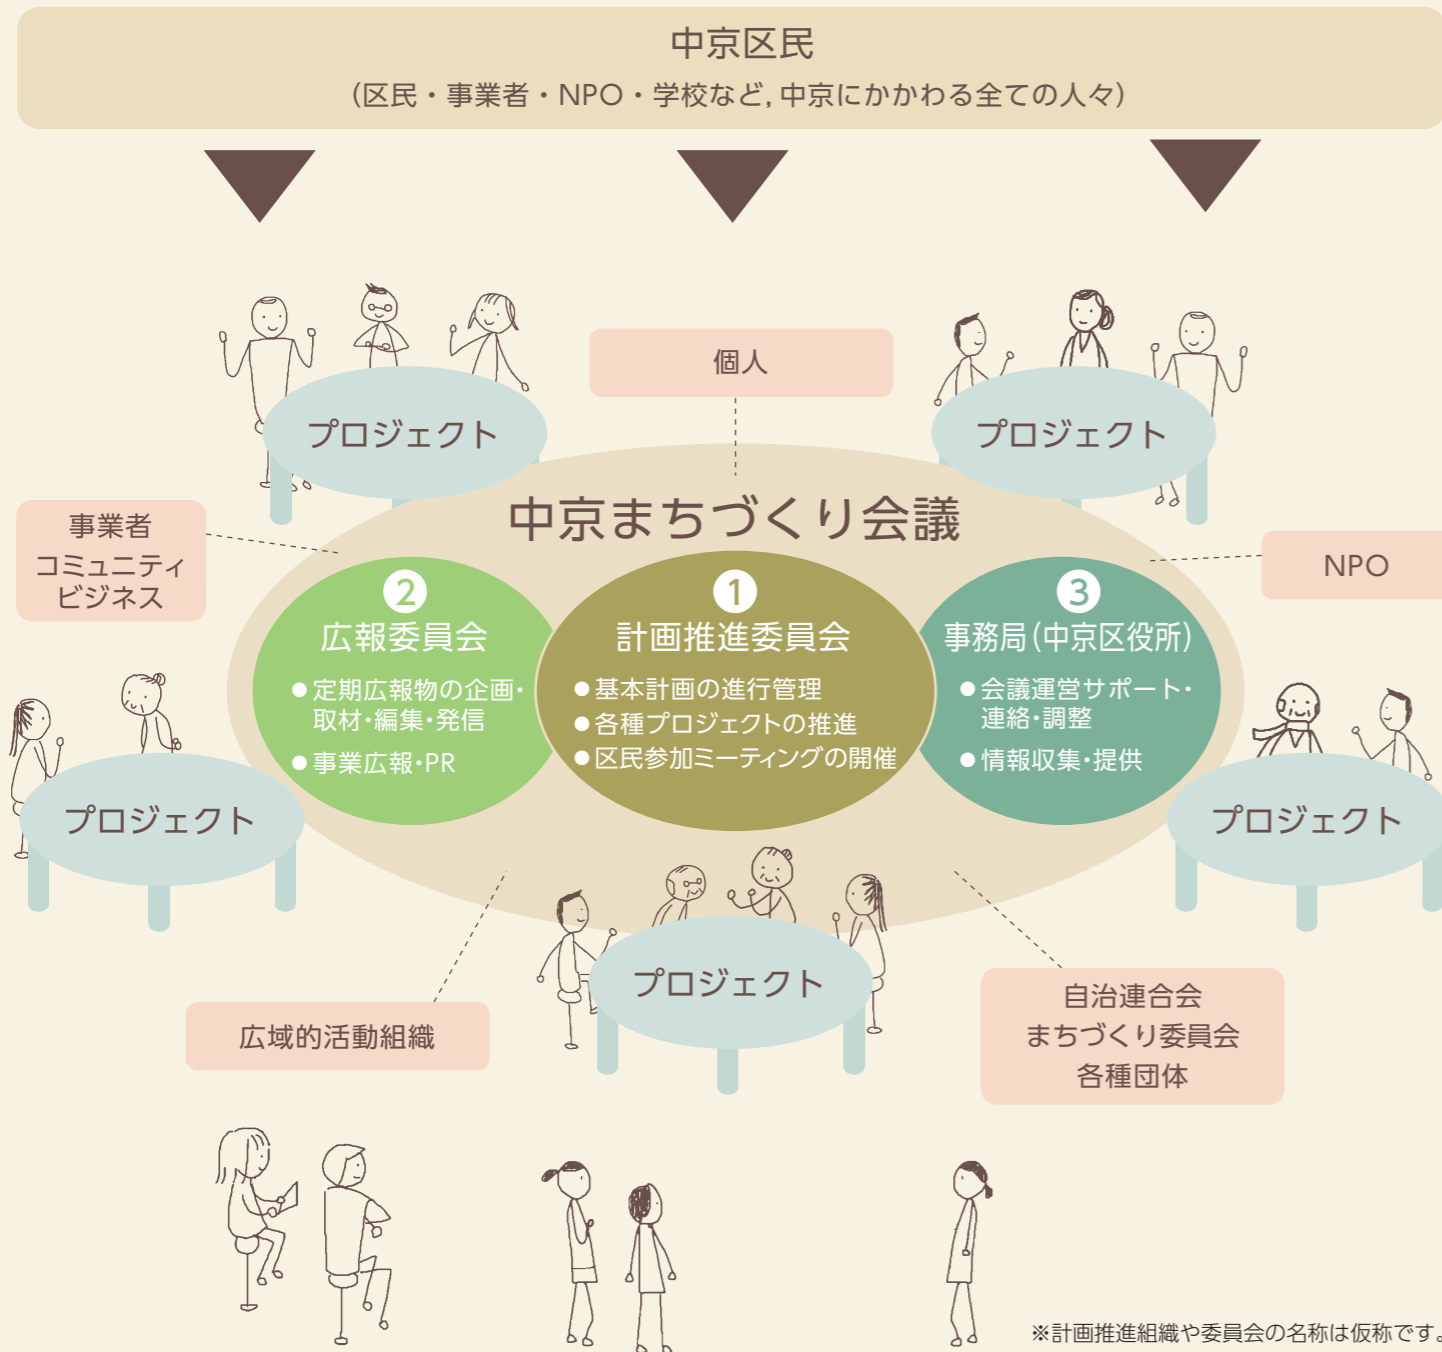 中京区民
（区民・事業者・NPO・学校など，中京にかかわる全ての人々）
個人
プロジェクト
プロジェクト
中京まちづくり会議
事業者
コミュニティ
ビジネス
NPO
2
広報委員会
●定期広報物の企画・
取材・編集・発信
●事業広報・PR
1
計画推進委員会
●基本計画の進行管理
●各種プロジェクトの推進
●区民参加ミーティングの開催
3
事務局（中京区役所）
●会議運営サポート・
連絡・調整
●情報収集・提供
プロジェクト
プロジェクト
プロジェクト
広域的活動組織
自治連合会
まちづくり委員会
各種団体
※計画推進組織や委員会の名称は仮称です。